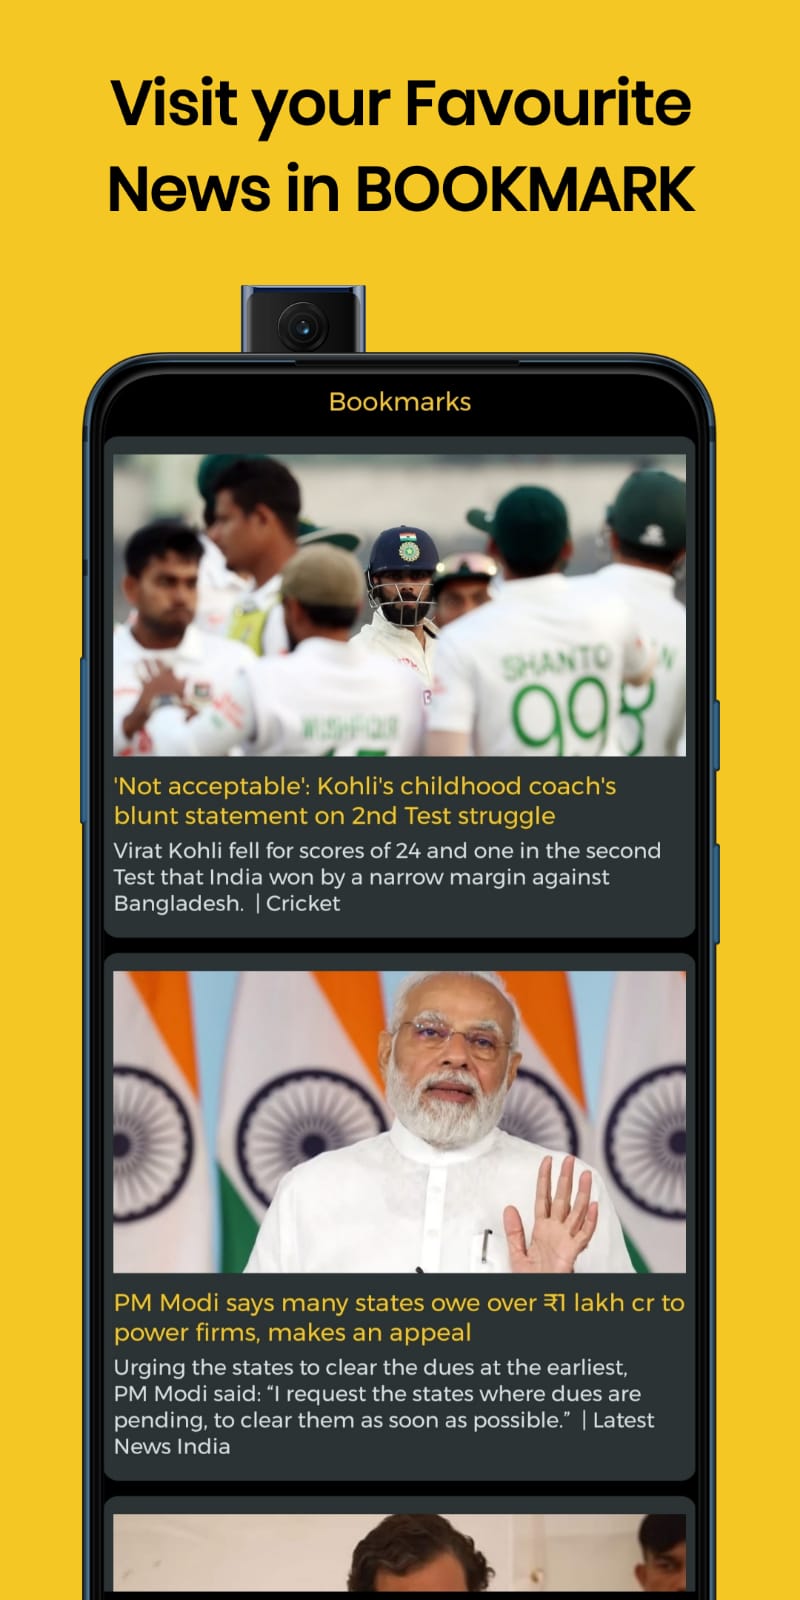 Visit your Favourite
News in BOOKMARK
Bookmarks
SHANTO
99
MUSHFIQUR
'Not acceptable': Kohli's childhood coach's
blunt statement on 2nd Test struggle
Virat Kohli fell for scores of 24 and one in the second
Test that India won by a narrow margin against
Bangladesh.  | Cricket
PM Modi says many states owe over ₹1 lakh cr to
power firms, makes an appeal
Urging the states to clear the dues at the earliest,
PM Modi said: “I request the states where dues are
pending, to clear them as soon as possible.”  | Latest
News India